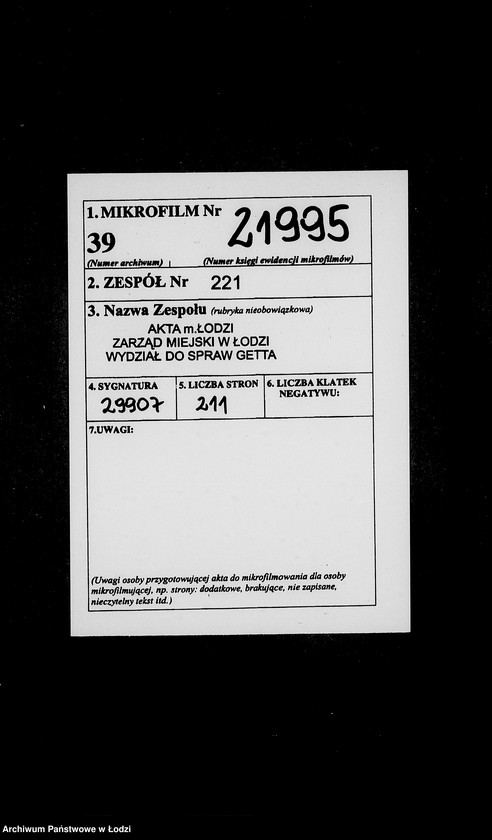 1. MIKROFILM Nr 21995
39
(Numer archiwum) (Numer księgi ewidencji mikrofilmów)
2. ZESPÓŁ Nr 221
3. Nazwa Zespołu (rubryka nieobowiązkowa)
AKTA m.ŁODZI
ZARZĄD MIEJSKI W ŁODZI
WYDZIAŁ DO SPRAW GETTA
4. SYGNATURA 5. LICZBA STRON 6. LICZBA KLATEK
NEGATYWU:
29907 211
7.UWAGI:
(Uwagi osoby przygotowującej akta do mikrofilmowania dla osoby
mikrofilmującej, np. strony: dodatkowe, brakujące, nie zapisane,
nieczytelny tekst itd.)
Archiwum Państwowe w Łodzi